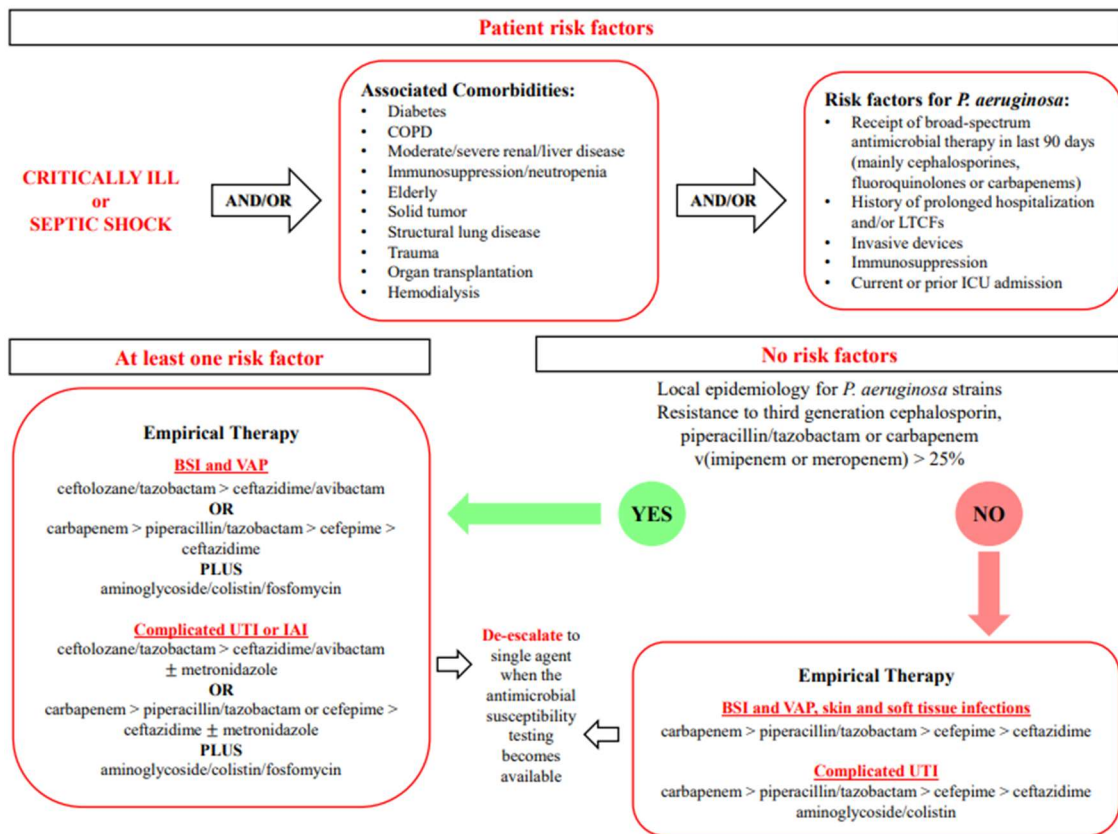 Patient risk factors
CRITICALLY ILL
or
SEPTIC SHOCK
AND/OR
Associated Comorbidities:
• Diabetes
• COPD
• Moderate/severe renal/liver disease
• Immunosuppression/neutropenia
• Elderly
• Solid tumor
• Structural lung disease
• Trauma
• Organ transplantation
• Hemodialysis
AND/OR
Risk factors for P. aeruginosa:
• Receipt of broad-spectrum
antimicrobial therapy in last 90 days
(mainly cephalosporines,
fluoroquinolones or carbapenems)
• History of prolonged hospitalization
and/or LTCFs
• Invasive devices
• Immunosuppression
• Current or prior ICU admission
At least one risk factor
Empirical Therapy
BSI and VAP
ceftolozane/tazobactam > ceftazidime/avibactam
OR
carbapenem > piperacillin/tazobactam > cefepime >
ceftazidime
PLUS
aminoglycoside/colistin/fosfomycin
Complicated UTI or IAI
ceftolozane/tazobactam > ceftazidime/avibactam
± metronidazole
OR
carbapenem > piperacillin/tazobactam or cefepime >
ceftazidime ± metronidazole
PLUS
aminoglycoside/colistin/fosfomycin
No risk factors
Local epidemiology for P. aeruginosa strains
Resistance to third generation cephalosporin,
piperacillin/tazobactam or carbapenem
v(imipenem or meropenem) > 25%
YES
NO
De-escalate to
single agent
when the
antimicrobial
susceptibility
testing
becomes
available
Empirical Therapy
BSI and VAP, skin and soft tissue infections
carbapenem > piperacillin/tazobactam > cefepime > ceftazidime
Complicated UTI
carbapenem > piperacillin/tazobactam > cefepime > ceftazidime
aminoglycoside/colistin